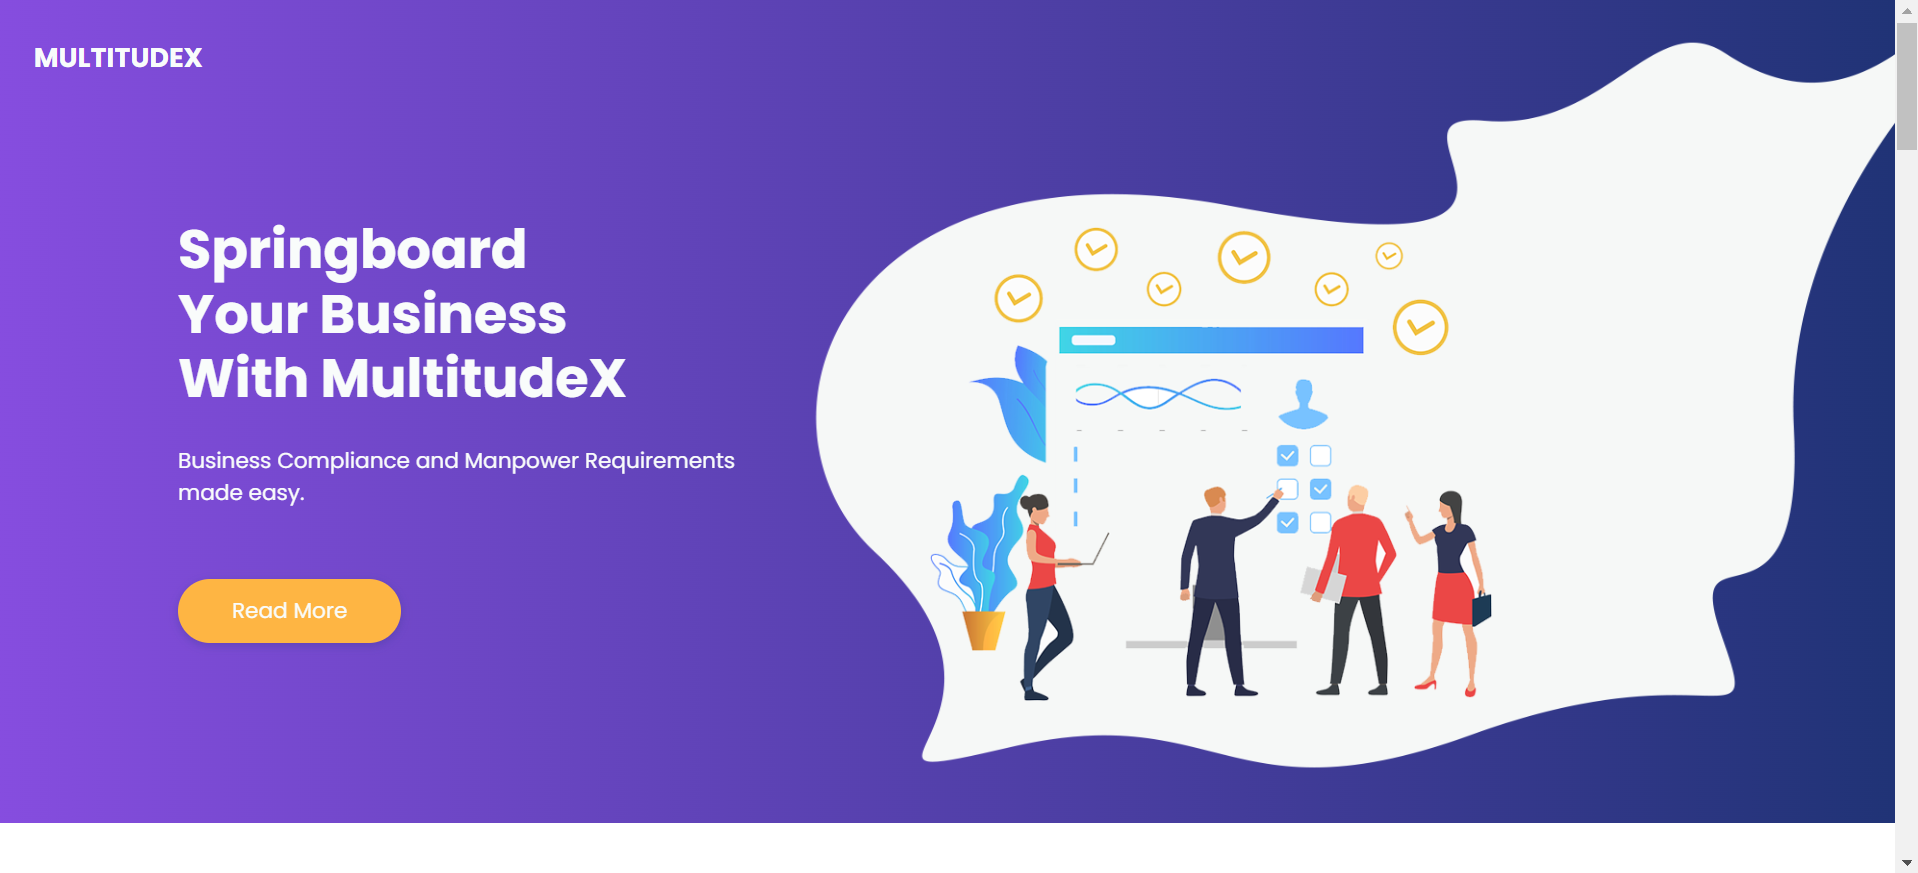 MULTITUDEX
Springboard
Your Business
With MultitudeX
Business Compliance and Manpower Requirements
made easy.
Read More